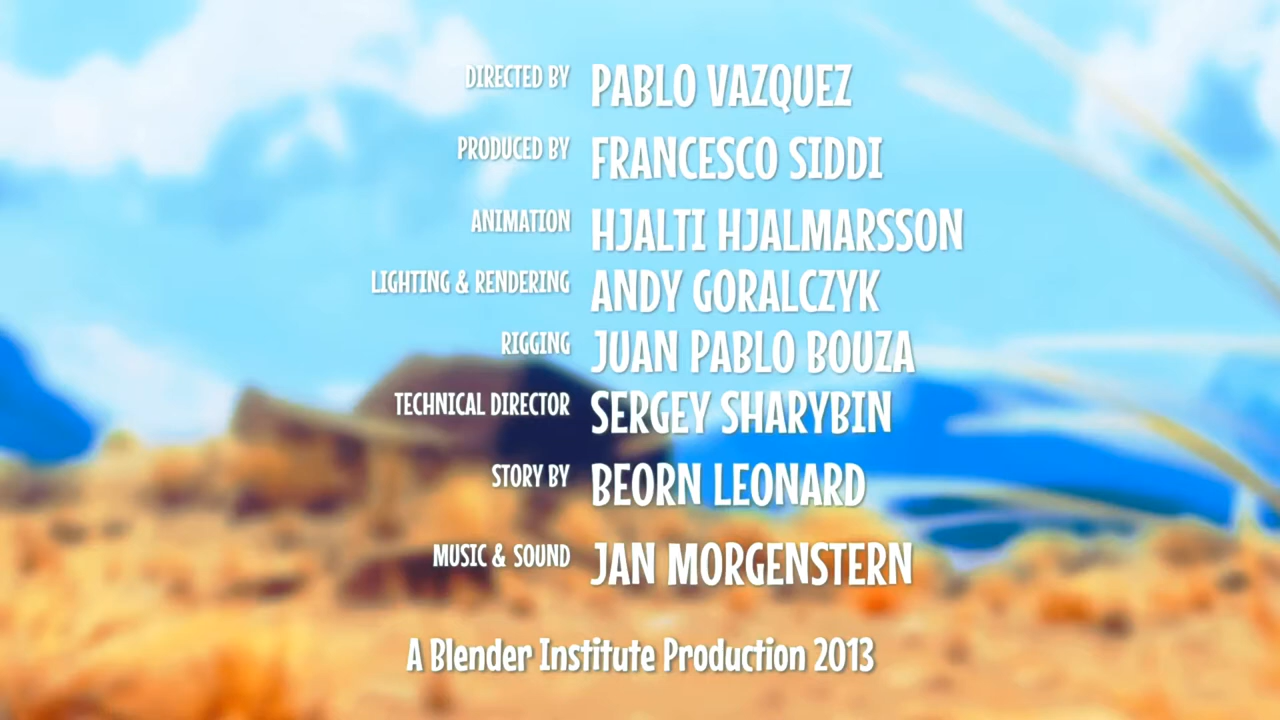 DIRECTED BY PABLO VAZQUEZ
PRODUCED BY FRANCESCO SIDDI
ANIMATION HJALTI HJALMARSSON
LIGHTING & RENDERING ANDY GORALCZYK
RIGGING JUAN PABLO BOUZA
TECHNICAL DIRECTOR SERGEY SHARYBIN
STORY BY BEORN LEONARD
MUSIC & SOUND JAN MORGENSTERN
A Blender Institute Production 2013